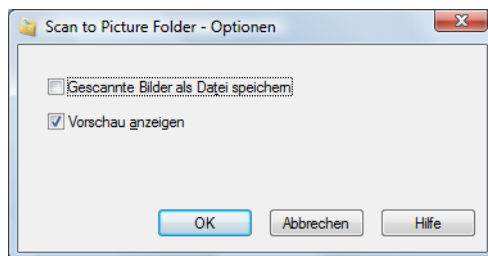 Scan to Picture Folder - Optionen
Gescannte Bilder als Datei speichern
Vorschau anzeigen
OK Abbrechen Hilfe